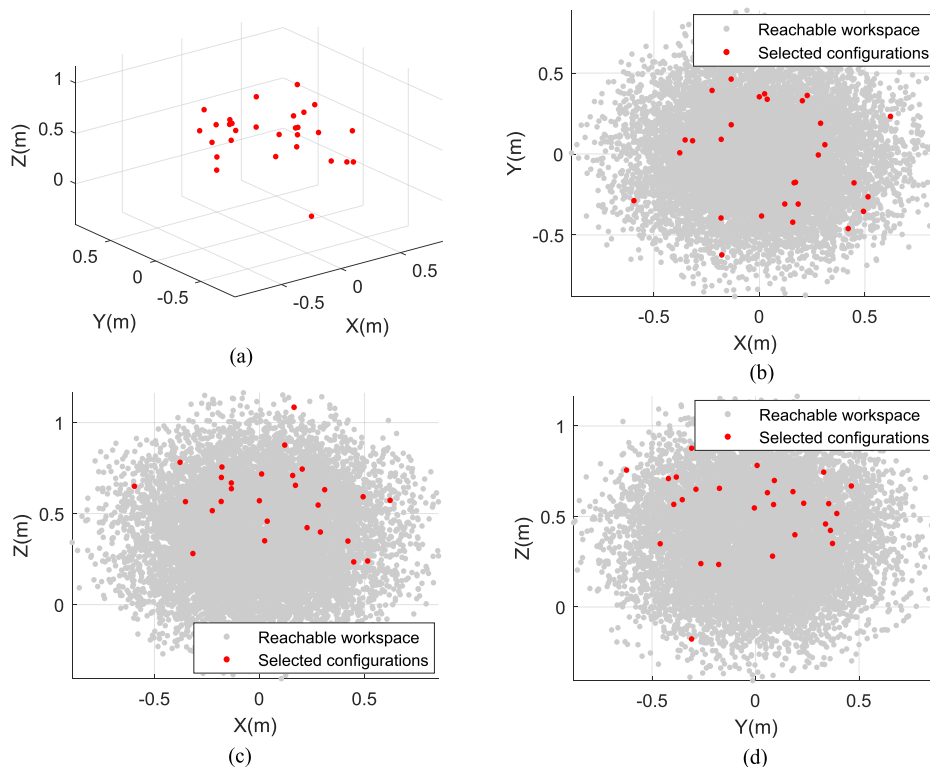 1
0.5
0
Z(m)
0.5
0
-0.5
Y(m)
-0.5
0
0.5
X(m)
(a)
Reachable workspace
Selected configurations
0.5
0
-0.5
Y(m)
-0.5
0
0.5
X(m)
(b)
1
0.5
0
Z(m)
Reachable workspace
Selected configurations
-0.5
0
0.5
X(m)
(c)
Reachable workspace
Selected configurations
1
0.5
0
Z(m)
-0.5
0
0.5
Y(m)
(d)